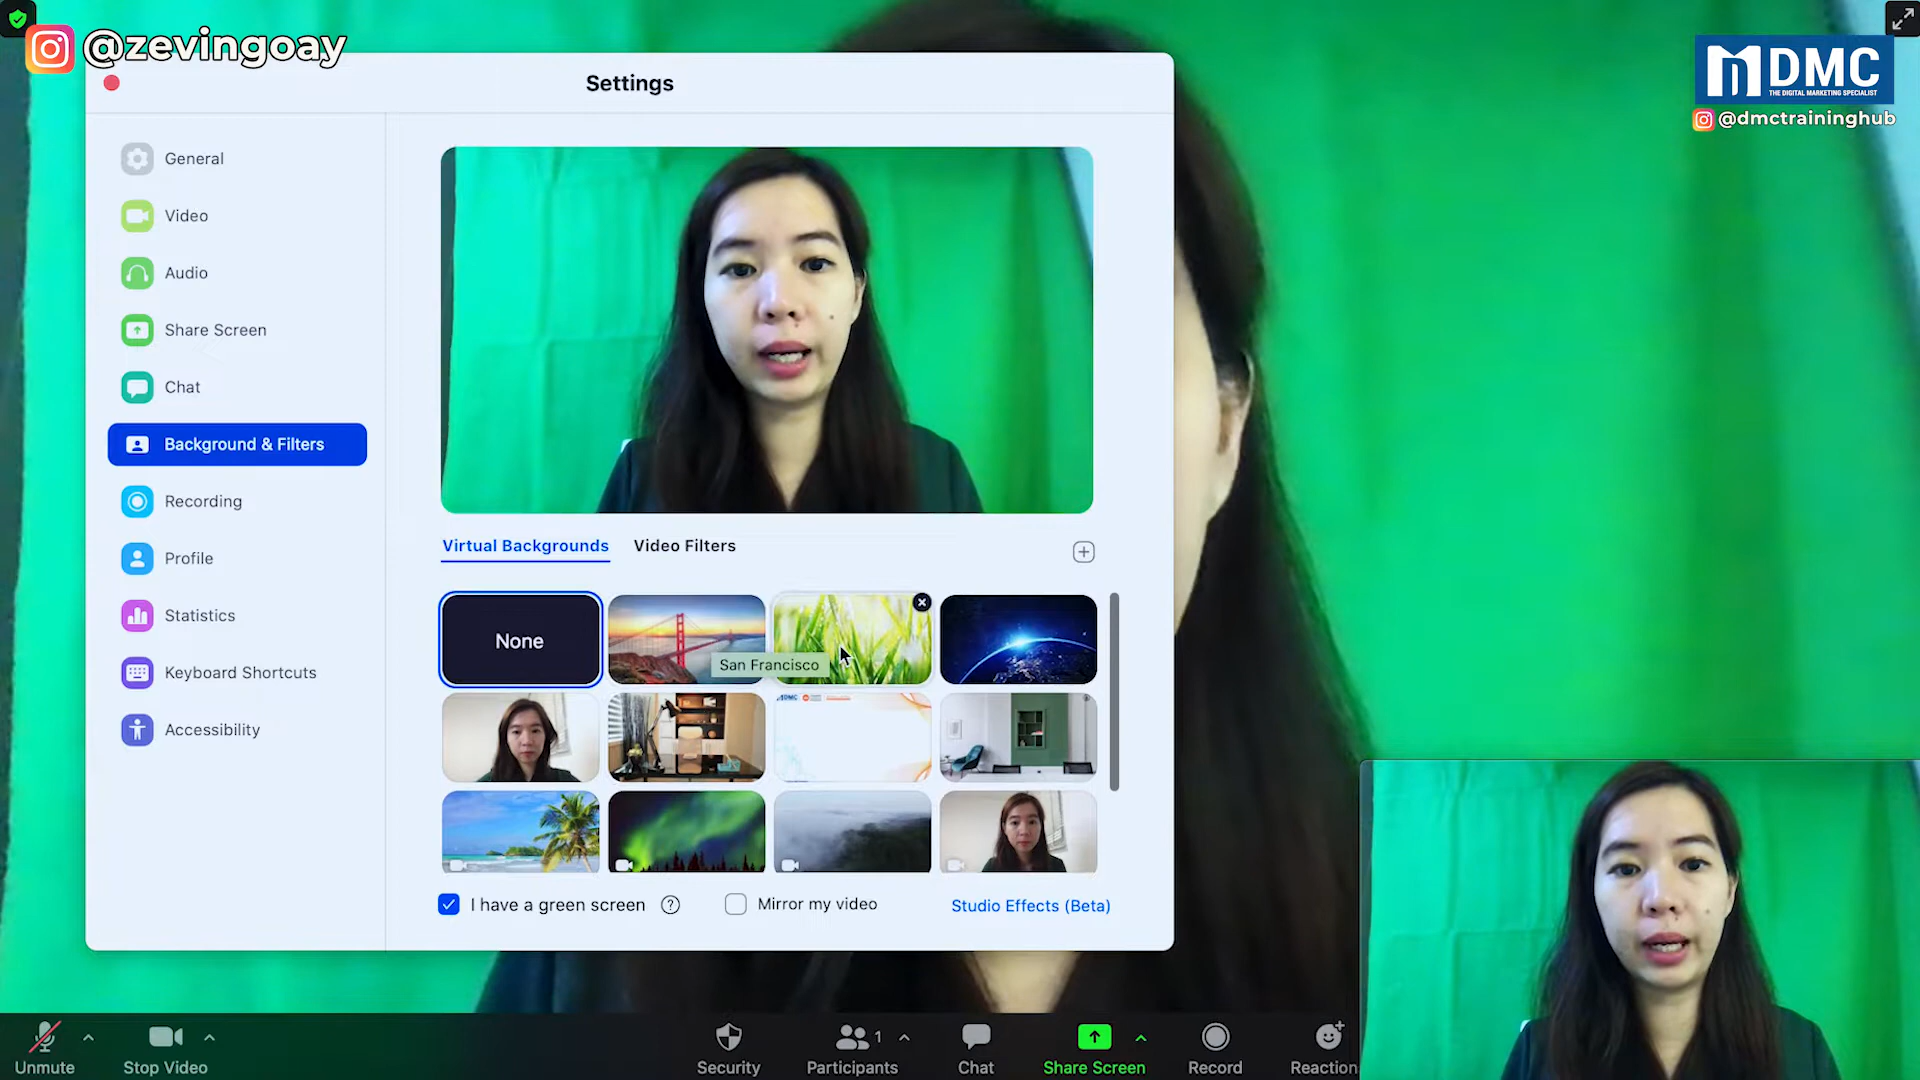 @zevingoay
DMC
THE DIGITAL MARKETING SPECIALIST
@dmctraininghub
Settings
General
Video
Audio
Share Screen
Chat
Background & Filters
Recording
Profile
Statistics
Keyboard Shortcuts
Accessibility
Virtual Backgrounds
Video Filters
None
San Francisco
DMC
I have a green screen
?
Mirror my video
Studio Effects (Beta)
Unmute
Stop Video
Security
1
Participants
Chat
Share Screen
Record
Reaction